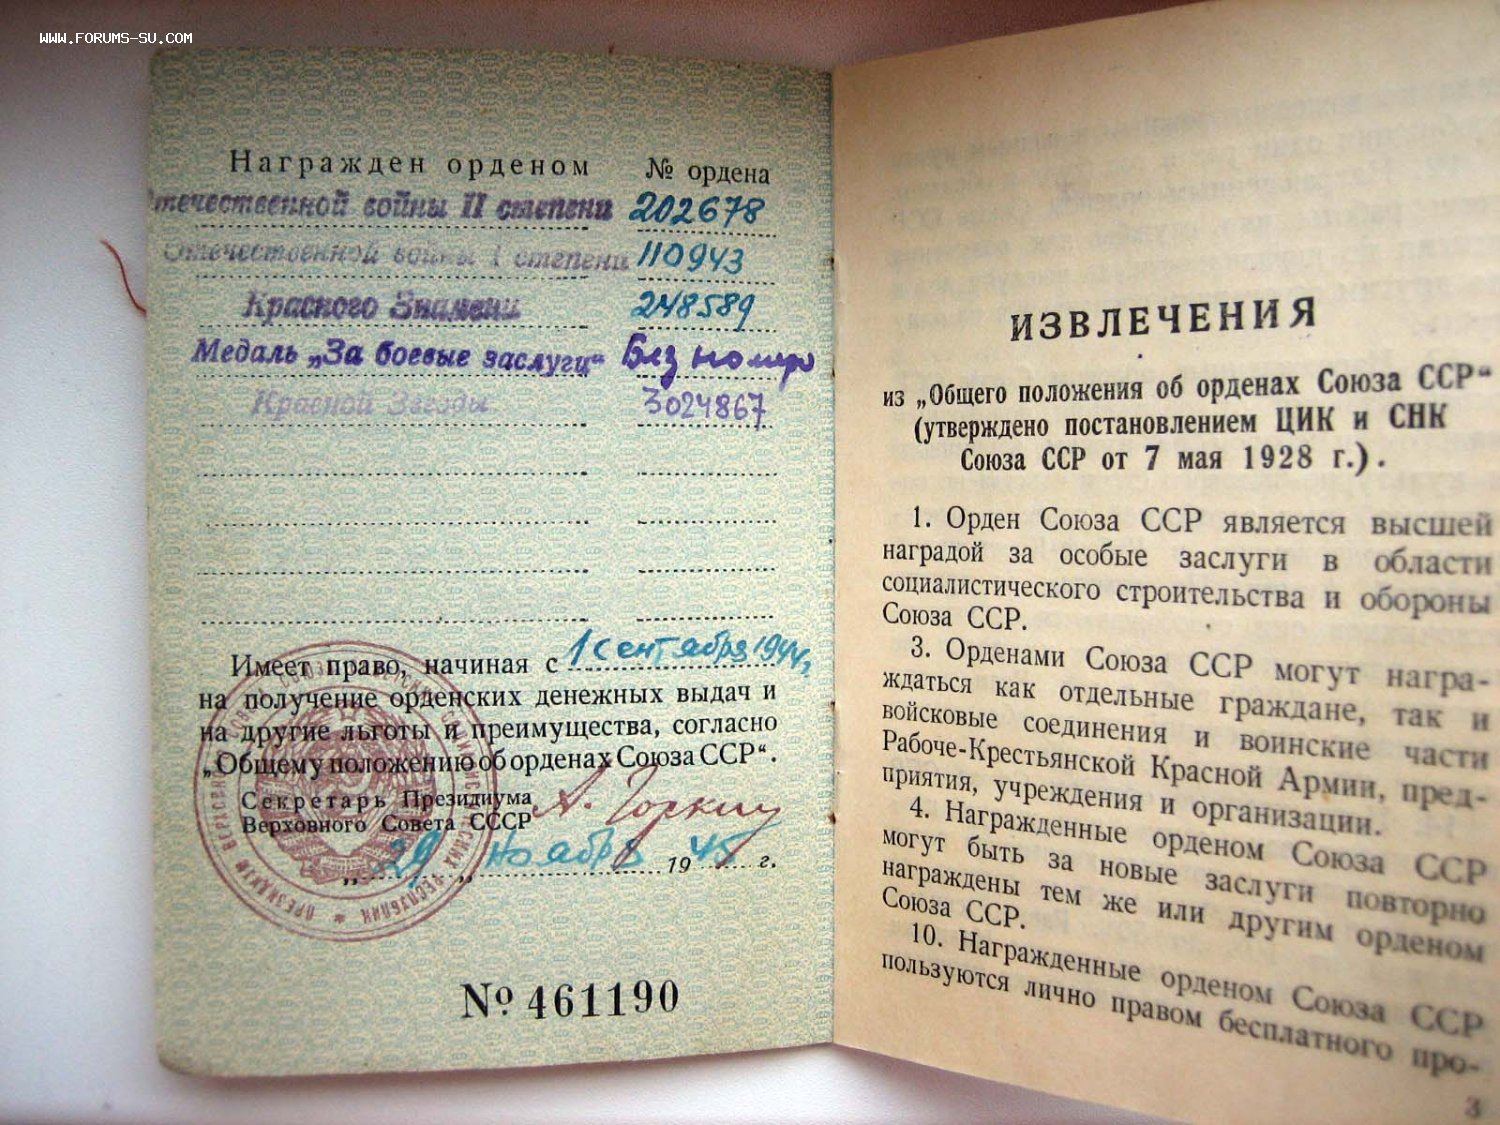 WWW.FORUMS-SU.COM
Награжден орденом № ордена
течественной войны II степени 202678
Отечественной войны I степени 110943
Красного Знамени 248589
Медаль „За боевые заслуги“ Без номера
Красной Звезды 3024867
Имеет право, начиная с 1 сентября 1944 г.
на получение орденских денежных выдач и
на другие льготы и преимущества, согласно
„Общему положению об орденах Союза ССР“.
Секретарь Президиума
Верховного Совета СССР А. Горкин
„29„ ноября 1945 г.
№ 461190
ИЗВЛЕЧЕНИЯ
из „Общего положения об орденах Союза ССР“
(утверждено постановлением ЦИК и СНК
Союза ССР от 7 мая 1928 г.).
1. Орден Союза ССР является высшей
наградой за особые заслуги в области
социалистического строительства и обороны
Союза ССР.
3. Орденами Союза ССР могут награ-
ждаться как отдельные граждане, так и
войсковые соединения и воинские части
Рабоче-Крестьянской Красной Армии, пред-
приятия, учреждения и организации.
4. Награжденные орденом Союза ССР
могут быть за новые заслуги повторно
награждены тем же или другим орденом
Союза ССР.
10. Награжденные орденом Союза ССР
пользуются лично правом бесплатного про-
3